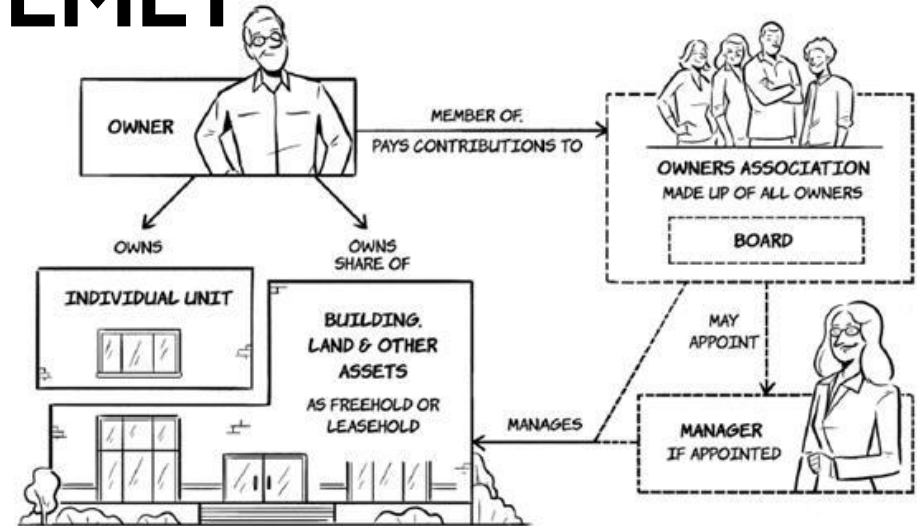 OWNER
MEMBER OF,
PAYS CONTRIBUTIONS TO
OWNERS ASSOCIATION
MADE UP OF ALL OWNERS
BOARD
OWNS
OWNS
SHARE OF
INDIVIDUAL UNIT
BUILDING,
LAND & OTHER
ASSETS
AS FREEHOLD OR
LEASEHOLD
MAY
APPOINT
MANAGES
MANAGER
IF APPOINTED